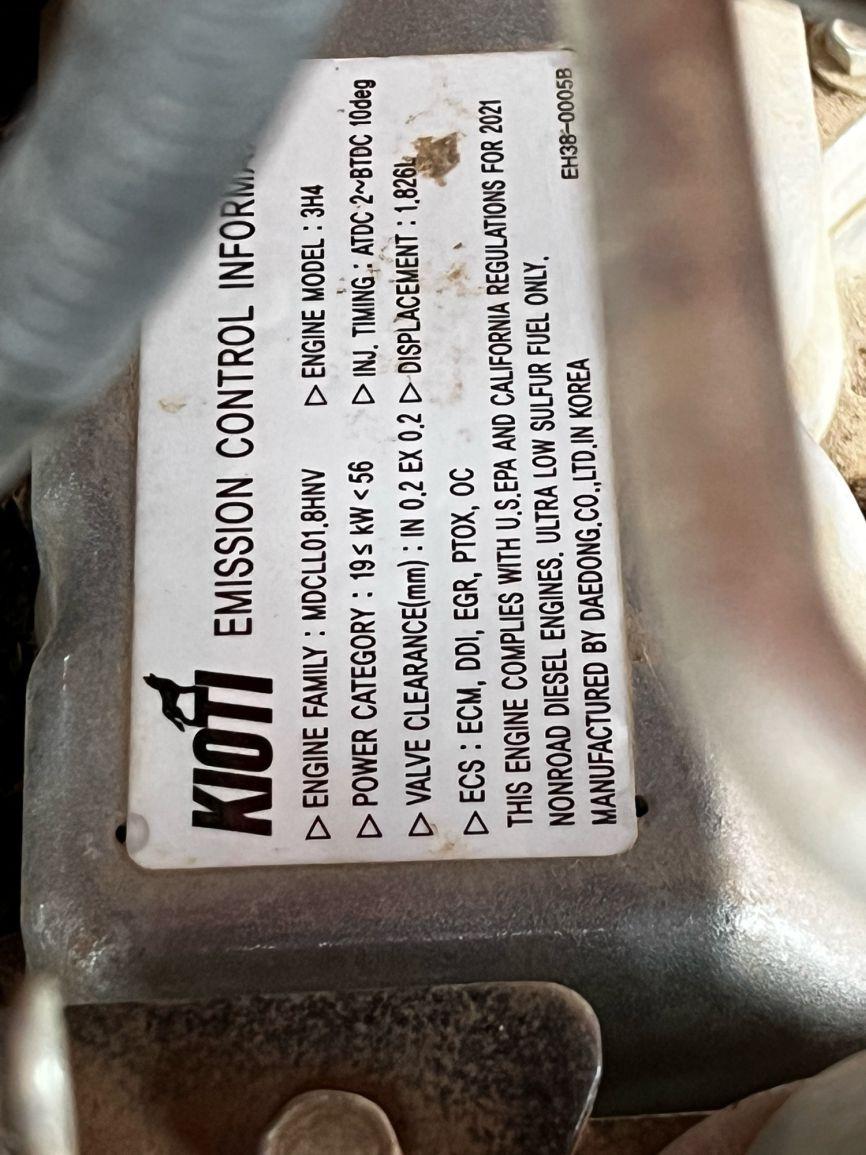 KIOTI EMISSION CONTROL
▷ ENGINE FAMILY : MDCLL01.8HNV ▷ ENGINE MODEL : 3H4
▷ POWER CATEGORY : 19≤ kW < 56 ▷ INJ. TIMING : ATDC 2~BTDC 10deg
▷ VALVE CLEARANCE(mm) : IN 0.2 EX 0.2 ▷ DISPLACEMENT : 1.826L
▷ ECS : ECM, DDI, EGR, PTOX, OC
THIS ENGINE COMPLIES WITH U.S.EPA AND CALIFORNIA REGULATIONS FOR 2021
NONROAD DIESEL ENGINES. ULTRA LOW SULFUR FUEL ONLY.
MANUFACTURED BY DAEDONG.CO.,LTD.IN KOREA
EH38-0005B